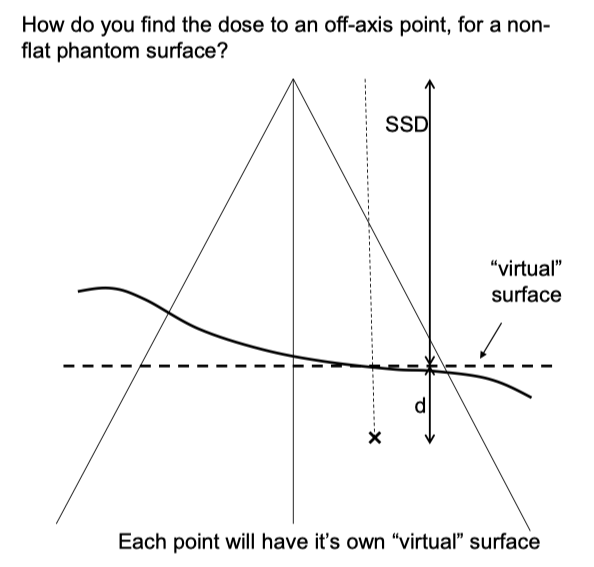 How do you find the dose to an off-axis point, for a non-
flat phantom surface?
SSD
“virtual”
surface
d
x
Each point will have it’s own “virtual” surface